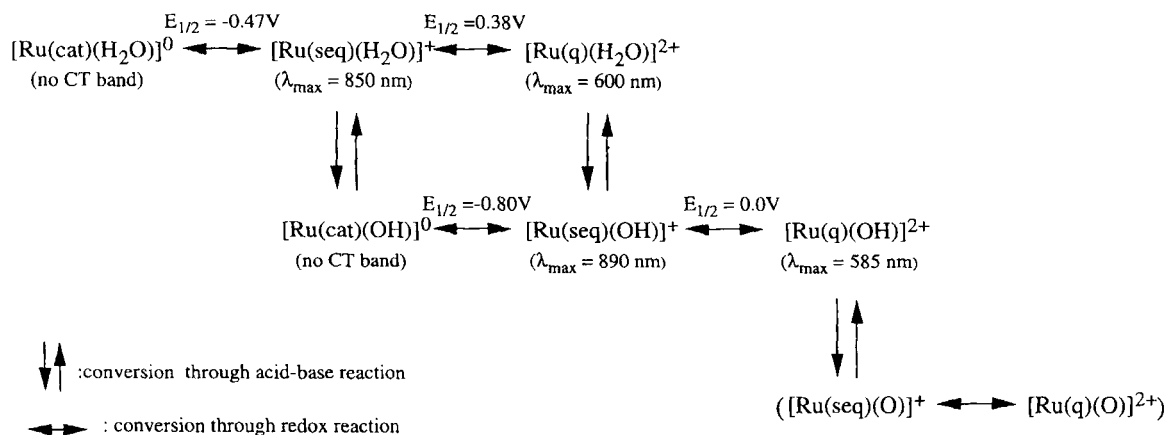 E1/2 = -0.47V E1/2 = 0.38V
[Ru(cat)(H2O)]0 [Ru(seq)(H2O)]+ [Ru(q)(H2O)]2+
(no CT band) (λmax = 850 nm) (λmax = 600 nm)
E1/2 =-0.80V E1/2 = 0.0V
[Ru(cat)(OH)]0 [Ru(seq)(OH)]+ [Ru(q)(OH)]2+
(no CT band) (λmax = 890 nm) (λmax = 585 nm)
:conversion through acid-base reaction
([Ru(seq)(O)]+ [Ru(q)(O)]2+)
: conversion through redox reaction